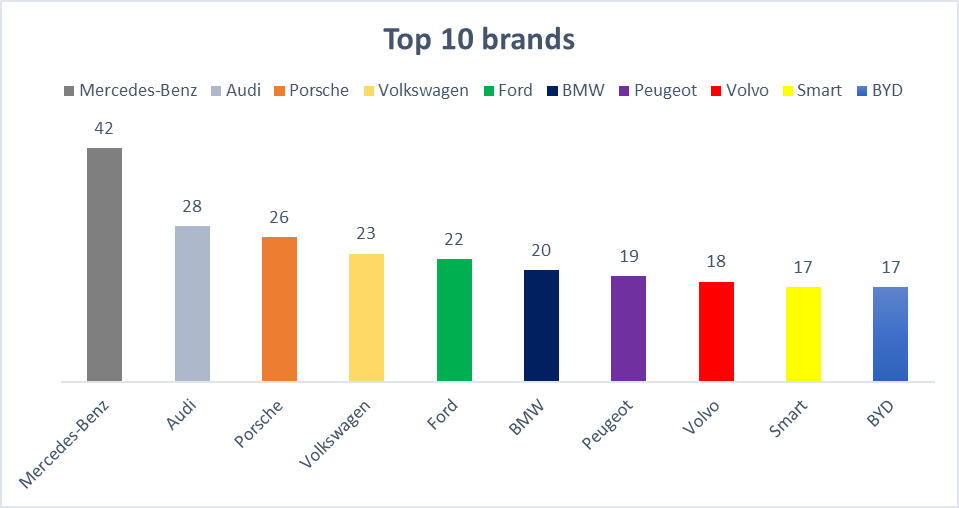 Top 10 brands
Mercedes-Benz Audi Porsche Volkswagen Ford BMW Peugeot Volvo Smart BYD
42 28 26 23 22 20 19 18 17 17
Mercedes-Benz Audi Porsche Volkswagen Ford BMW Peugeot Volvo Smart BYD